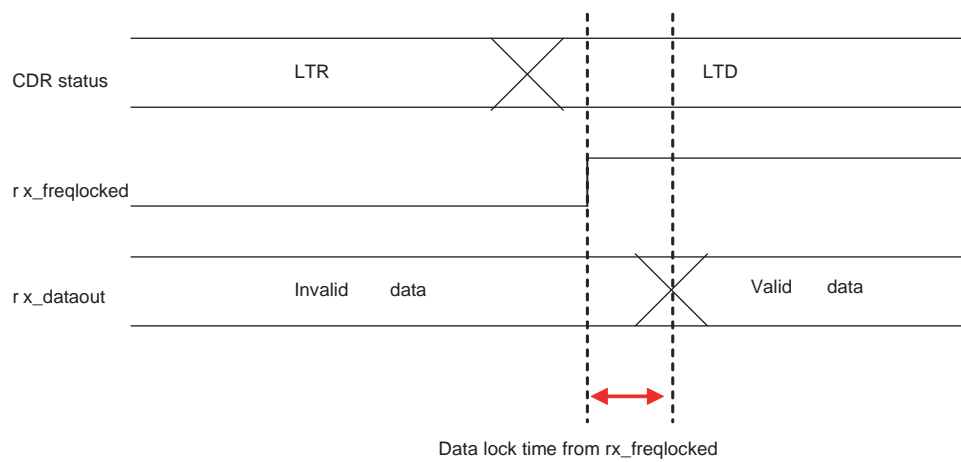 CDR status
LTR
LTD
r x_freqlocked
r x_dataout
Invalid data
Valid data
Data lock time from rx_freqlocked